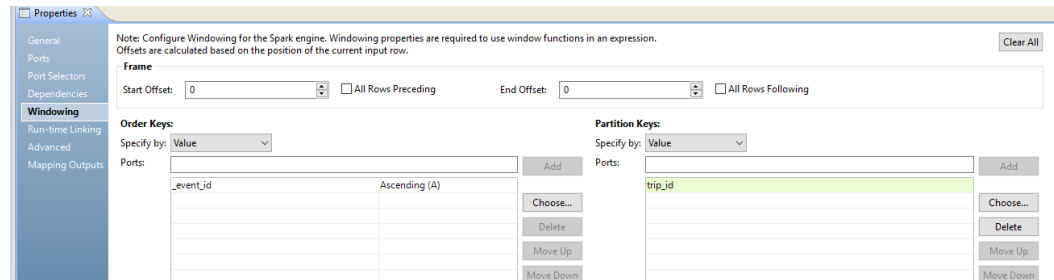 Properties
General
Ports
Port Selectors
Dependencies
Windowing
Run-time Linking
Advanced
Mapping Outputs
Note: Configure Windowing for the Spark engine. Windowing properties are required to use window functions in an expression.
Offsets are calculated based on the position of the current input row.
Clear All
Frame
Start Offset: 0 All Rows Preceding End Offset: 0 All Rows Following
Order Keys:
Specify by: Value
Ports: Add
_event_id Ascending (A)
Choose...
Delete
Move Up
Move Down
Partition Keys:
Specify by: Value
Ports: Add
trip_id
Choose...
Delete
Move Up
Move Down